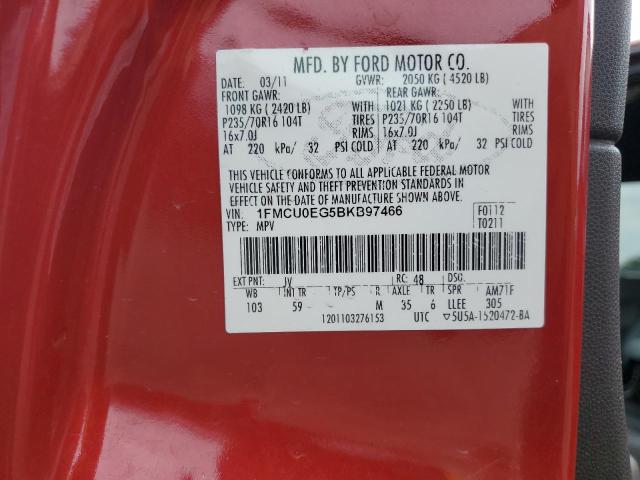 MFD. BY FORD MOTOR CO.
DATE: 03/11 GVWR: 2050 KG ( 4520 LB)
FRONT GAWR: REAR GAWR:
1098 KG ( 2420 LB) WITH 1021 KG ( 2250 LB) WITH
P235/70R16 104T TIRES P235/70R16 104T TIRES
16x7.0J RIMS 16x7.0J RIMS
AT 220 kPa/ 32 PSI COLD AT 220 kPa/ 32 PSI COLD
THIS VEHICLE CONFORMS TO ALL APPLICABLE FEDERAL MOTOR
VEHICLE SAFETY AND THEFT PREVENTION STANDARDS IN
EFFECT ON THE DATE OF MANUFACTURE SHOWN ABOVE.
VIN: 1FMCU0EG5BKB97466 F0112
TYPE: MPV T0211
EXT PNT: JV RC: 48 DSO:
WB INT TR TP/PS R AXLE TR SPR AM71F
103 59 M 35 6 LLEE 305
1201103276153 UTC ▽5U5A-1520472-BA